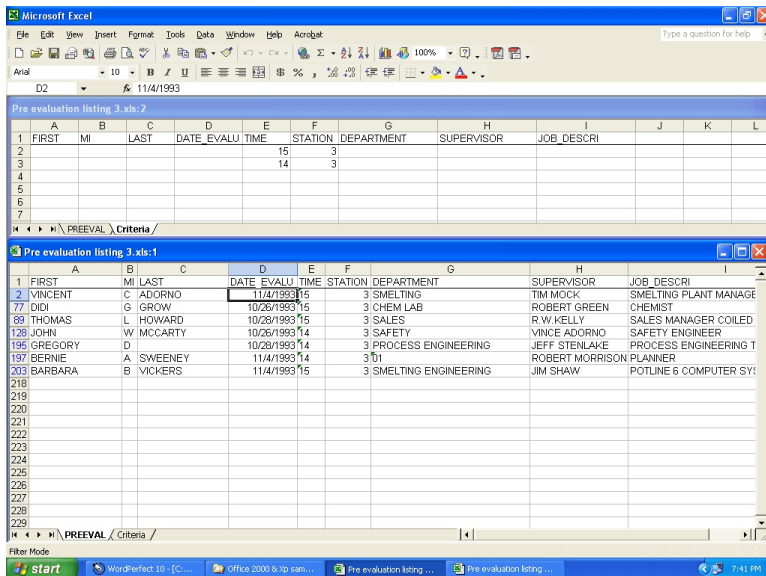 Microsoft Excel
File Edit View Insert Format Tools Data Window Help Acrobat Type a question for help
100%
Arial 10 B I U $ % ,
D2 fx 11/4/1993
Pre evaluation listing 3.xls:2
A B C D E F G H I J K L
1 FIRST MI LAST DATE_EVALU TIME STATION DEPARTMENT SUPERVISOR JOB_DESCRI
2 15 3
3 14 3
4
5
6
7
PREEVAL Criteria
Pre evaluation listing 3.xls:1
A B C D E F G H I
1 FIRST MI LAST DATE_EVALU TIME STATION DEPARTMENT SUPERVISOR JOB_DESCRI
2 VINCENT C ADORNO 11/4/1993 15 3 SMELTING TIM MOCK SMELTING PLANT MANAGE
77 DIDI G GROW 10/26/1993 15 3 CHEM LAB ROBERT GREEN CHEMIST
89 THOMAS L HOWARD 10/26/1993 15 3 SALES R.W.KELLY SALES MANAGER COILED
128 JOHN W MCCARTY 10/26/1993 14 3 SAFETY VINCE ADORNO SAFETY ENGINEER
195 GREGORY D 10/28/1993 14 3 PROCESS ENGINEERING JEFF STENLAKE PROCESS ENGINEERING T
197 BERNIE A SWEENEY 11/4/1993 14 3 01 ROBERT MORRISON PLANNER
203 BARBARA B VICKERS 11/4/1993 15 3 SMELTING ENGINEERING JIM SHAW POTLINE 6 COMPUTER SYS
218
219
220
221
222
223
224
225
226
227
228
229
PREEVAL Criteria
Filter Mode
start WordPerfect 10 - [C:... Office 2000 & Xp sam... Pre evaluation listing ... Pre evaluation listing ... 7:41 PM